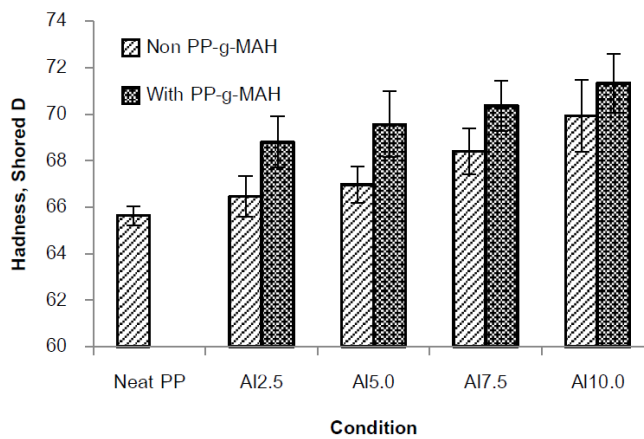 74
72
70
68
66
64
62
60
Hadness, Shored D
Non PP-g-MAH
With PP-g-MAH
Neat PP
Al2.5
Al5.0
Al7.5
Al10.0
Condition